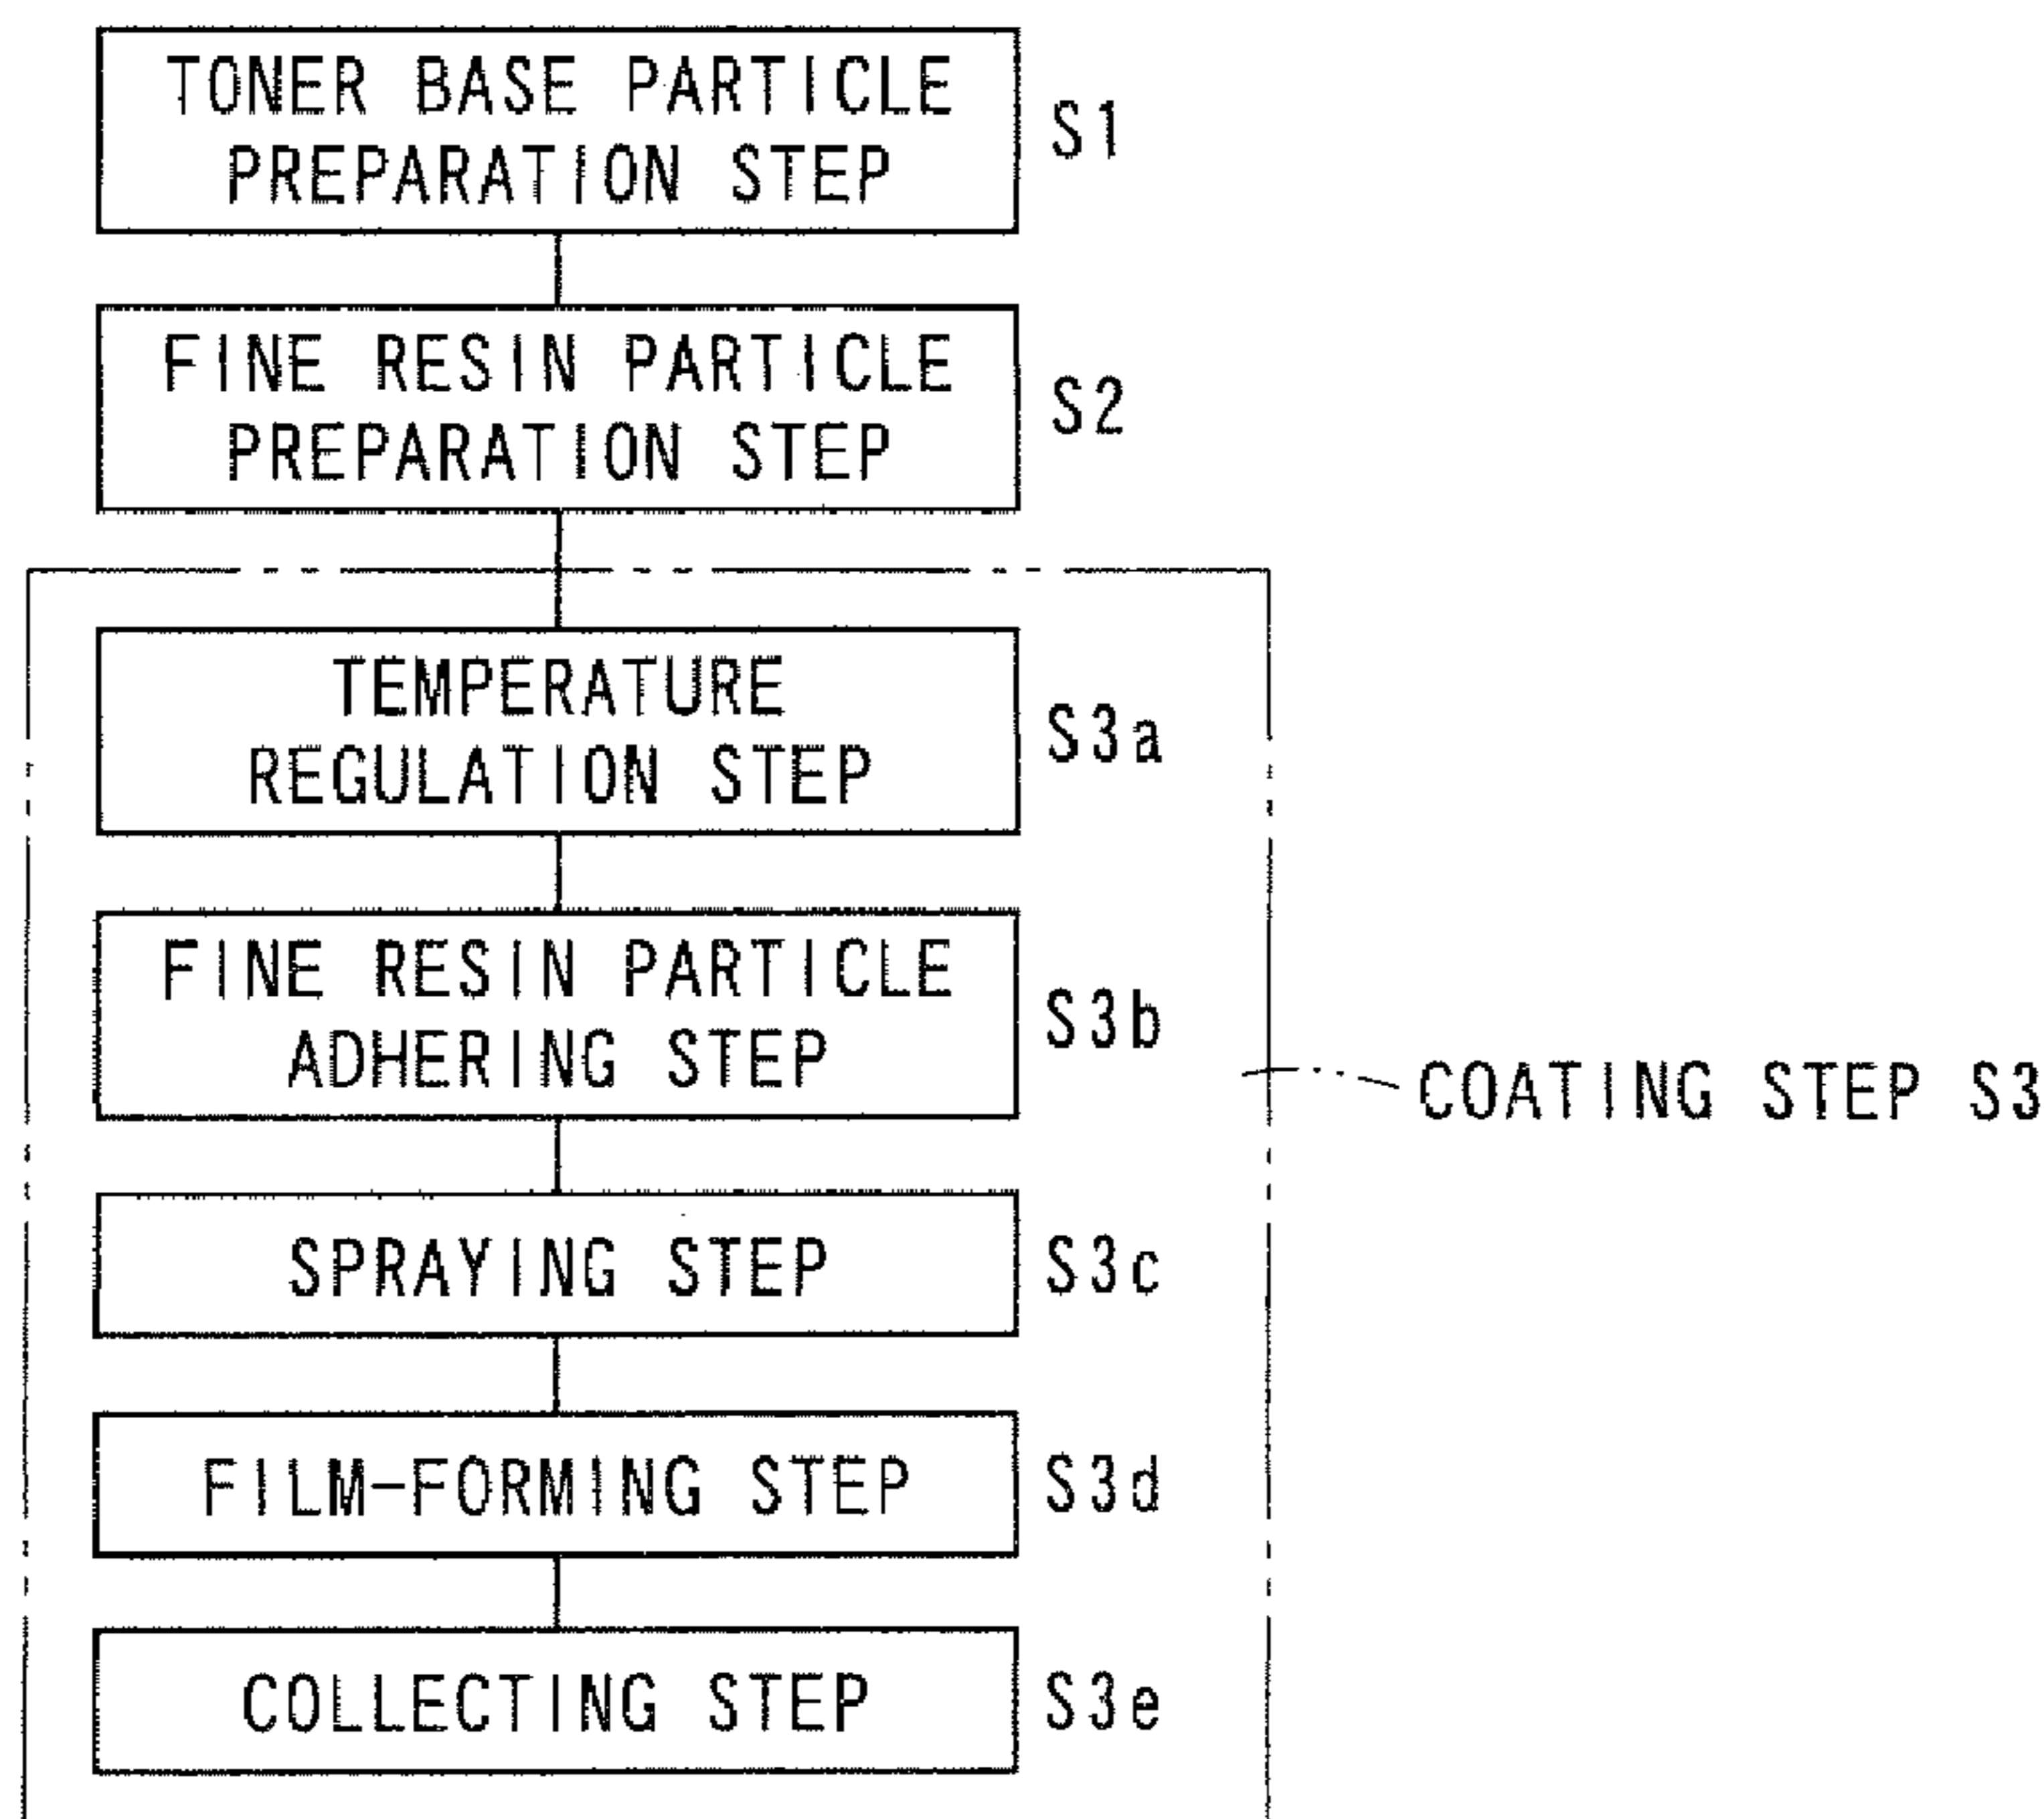 TONER BASE PARTICLE
PREPARATION STEP
S1
FINE RESIN PARTICLE
PREPARATION STEP
S2
TEMPERATURE
REGULATION STEP
S3a
FINE RESIN PARTICLE
ADHERING STEP
S3b
COATING STEP S3
SPRAYING STEP
S3c
FILM-FORMING STEP
S3d
COLLECTING STEP
S3e